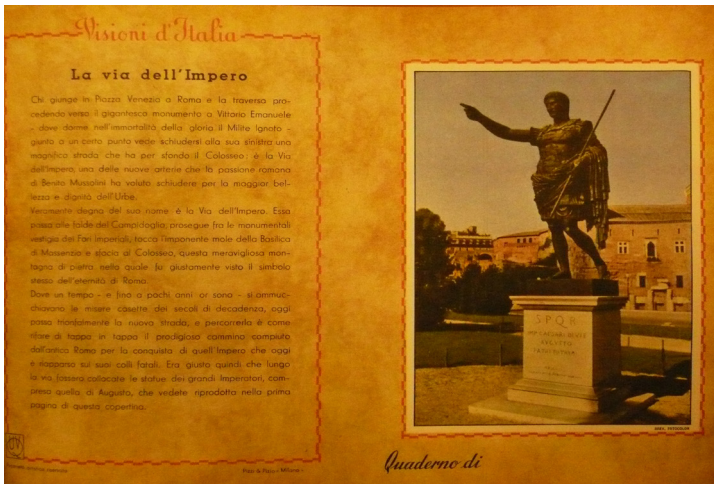 Visioni d'Italia
La via dell'Impero
Chi giunge in Piazza Venezia a Roma e la traversa pro-
cedendo verso il gigantesco monumento a Vittorio Emanuele
- dove dorme nell'immortalità della gloria il Milite Ignoto -
giunto a un certo punto vede schiudersi alla sua sinistra una
magnifica strada che ha per sfondo il Colosseo: è la Via
dell'Impero, una delle nuove arterie che la passione romana
di Benito Mussolini ha voluto schiudere per la maggior bel-
lezza e dignità dell'Urbe.
Veramente degna del suo nome è la Via dell'Impero. Essa
passa alle falde del Campidoglio, prosegue fra le monumentali
vestigia dei Fori Imperiali, tocca l'imponente mole della Basilica
di Massenzio e sfocia al Colosseo, questa meravigliosa mon-
tagna di pietra nella quale fu giustamente visto il simbolo
stesso dell'eternità di Roma.
Dove un tempo - e fino a pochi anni or sono - si ammuc-
chiavano le misere casette dei secoli di decadenza, oggi
passa trionfalmente la nuova strada, e percorrerla è come
rifare di tappa in tappa il prodigioso cammino compiuto
dall'antica Roma per la conquista di quell'Impero che oggi
è riapparso sui suoi colli fatali. Era giusto quindi che lungo
la via fossero collocate le statue dei grandi Imperatori, com-
presa quella di Augusto, che vedete riprodotta nella prima
pagina di questa copertina.
Pizzi & Pizio - Milano
S.P.Q.R
Quaderno di